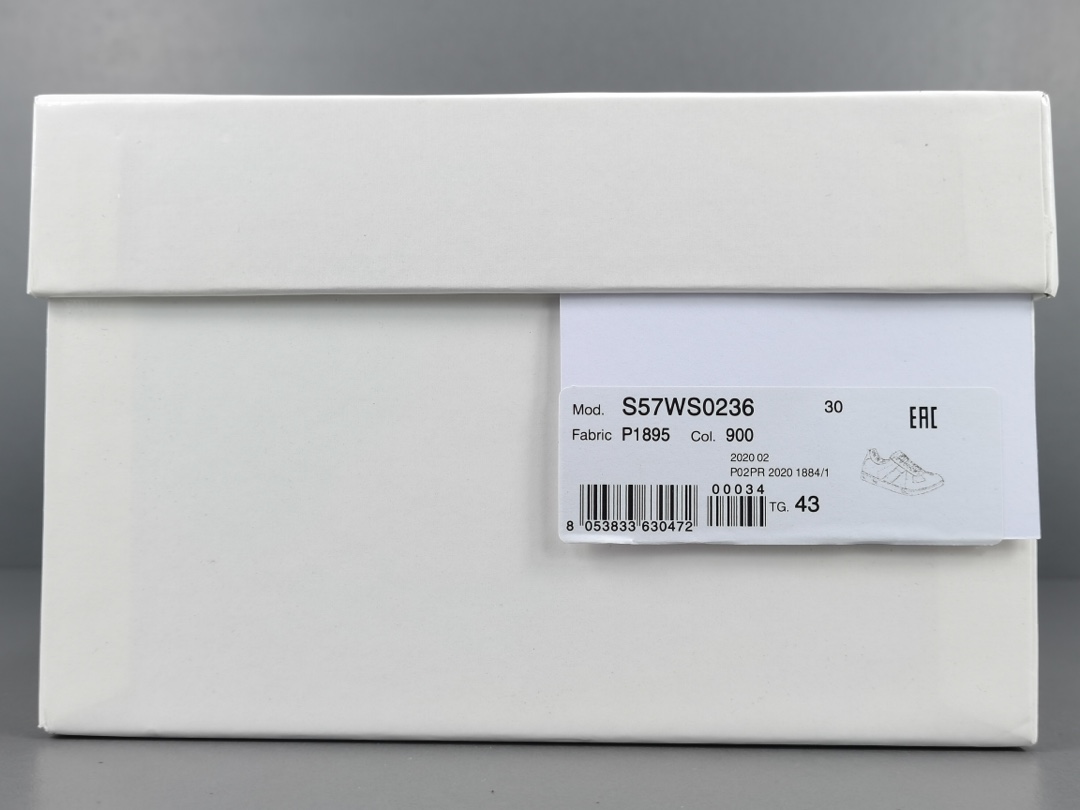 Mod. S57WS0236 30 EAC
Fabric P1895 Col. 900
2020 02
P02PR 2020 1884/1
00034
TG. 43
8 053833 630472